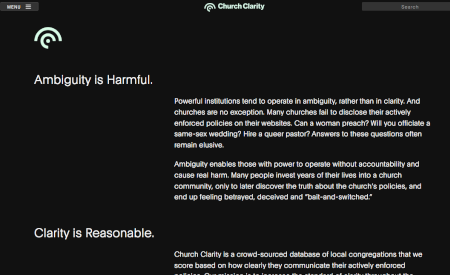 MENU
Church Clarity
Search
Ambiguity is Harmful.
Powerful institutions tend to operate in ambiguity, rather than in clarity. And
churches are no exception. Many churches fail to disclose their actively
enforced policies on their websites. Can a woman preach? Will you officiate a
same-sex wedding? Hire a queer pastor? Answers to these questions often
remain elusive.
Ambiguity enables those with power to operate without accountability and
cause real harm. Many people invest years of their lives into a church
community, only to later discover the truth about the church's policies, and
end up feeling betrayed, deceived and "bait-and-switched."
Clarity is Reasonable.
Church Clarity is a crowd-sourced database of local congregations that we
score based on how clearly they communicate their actively enforced